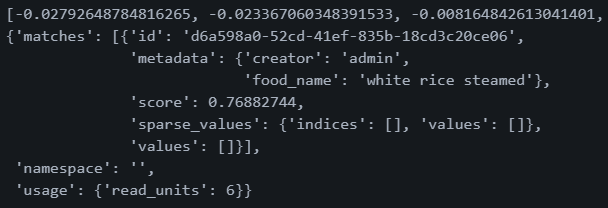 [-0.02792648784816265, -0.023367060348391533, -0.008164842613041401,
{'matches': [{'id': 'd6a598a0-52cd-41ef-835b-18cd3c20ce06',
'metadata': {'creator': 'admin',
'food_name': 'white rice steamed'},
'score': 0.76882744,
'sparse_values': {'indices': [], 'values': []},
'values': []}],
'namespace': '',
'usage': {'read_units': 6}}